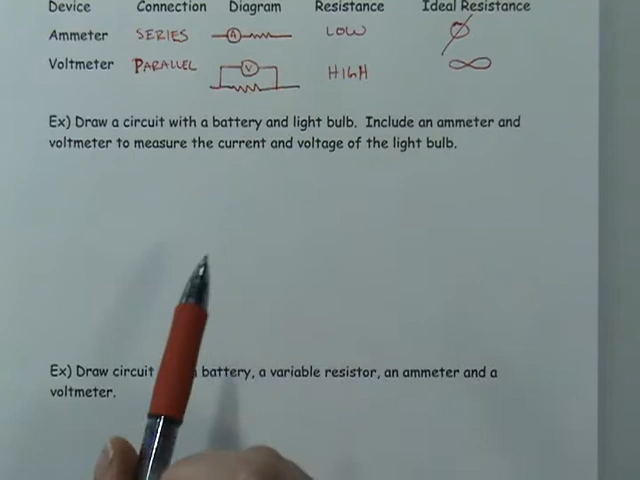 Device Connection Diagram Resistance Ideal Resistance
Ammeter SERIES A LOW Ø
Voltmeter PARALLEL V HIGH ∞
Ex) Draw a circuit with a battery and light bulb. Include an ammeter and
voltmeter to measure the current and voltage of the light bulb.
Ex) Draw circuit battery, a variable resistor, an ammeter and a
voltmeter.